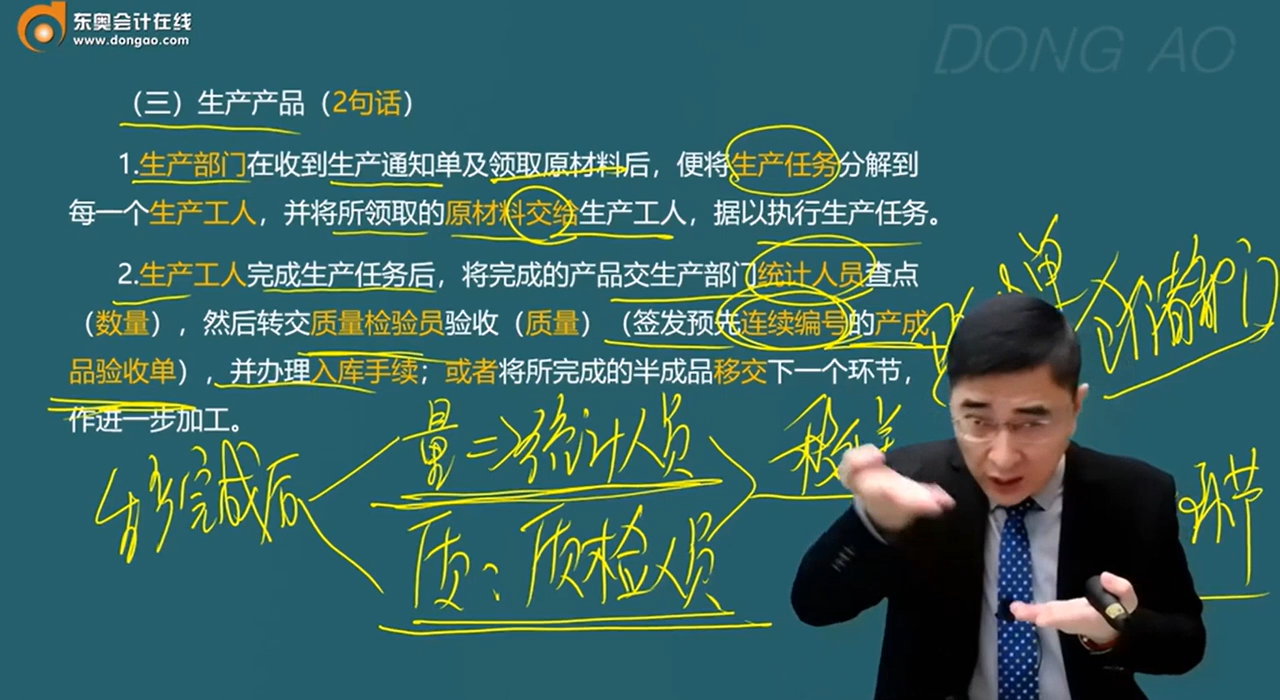 东奥会计在线
www.dongao.com
DONG AO
（三）生产产品（2句话）
1.生产部门在收到生产通知单及领取原材料后，便将生产任务分解到
每一个生产工人，并将所领取的原材料交给生产工人，据以执行生产任务。
2.生产工人完成生产任务后，将完成的产品交生产部门统计人员查点
（数量），然后转交质量检验员验收（质量）（签发预先连续编号的产成
品验收单），并办理入库手续；或者将所完成的半成品移交下一个环节，
作进一步加工。
单
仓储部门
量二次统计人员
生产完成后
质：质检人员
环节